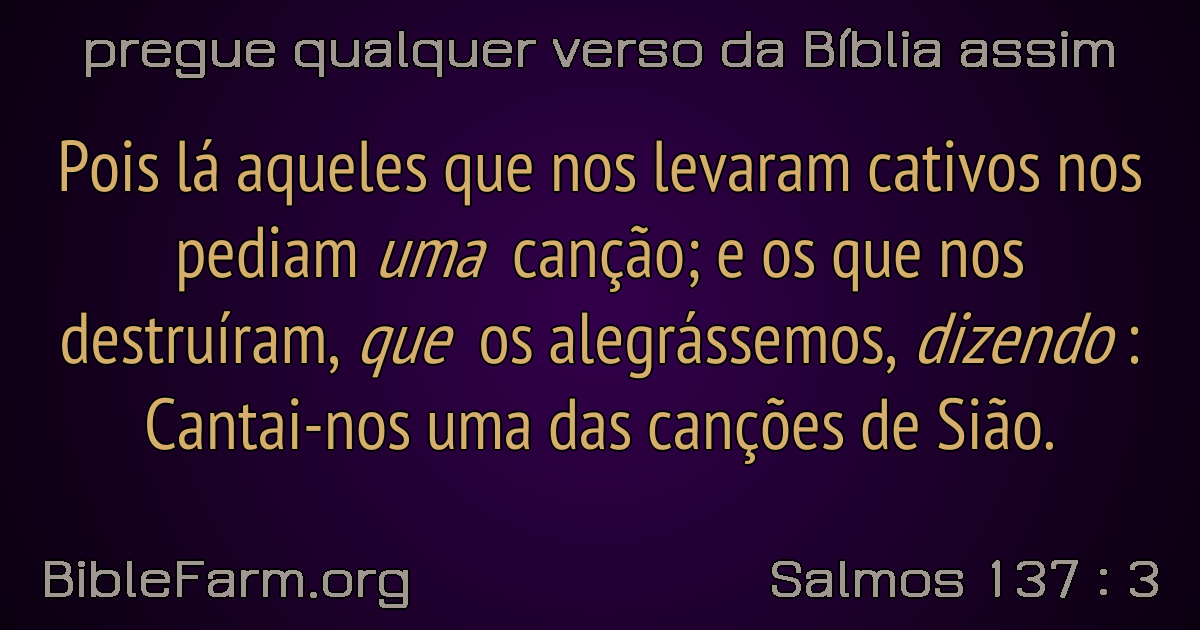 pregue qualquer verso da Bíblia assim
Pois lá aqueles que nos levaram cativos nos
pediam uma canção; e os que nos
destruíram, que os alegrássemos, dizendo :
Cantai-nos uma das canções de Sião.
BibleFarm.org
Salmos 137 : 3